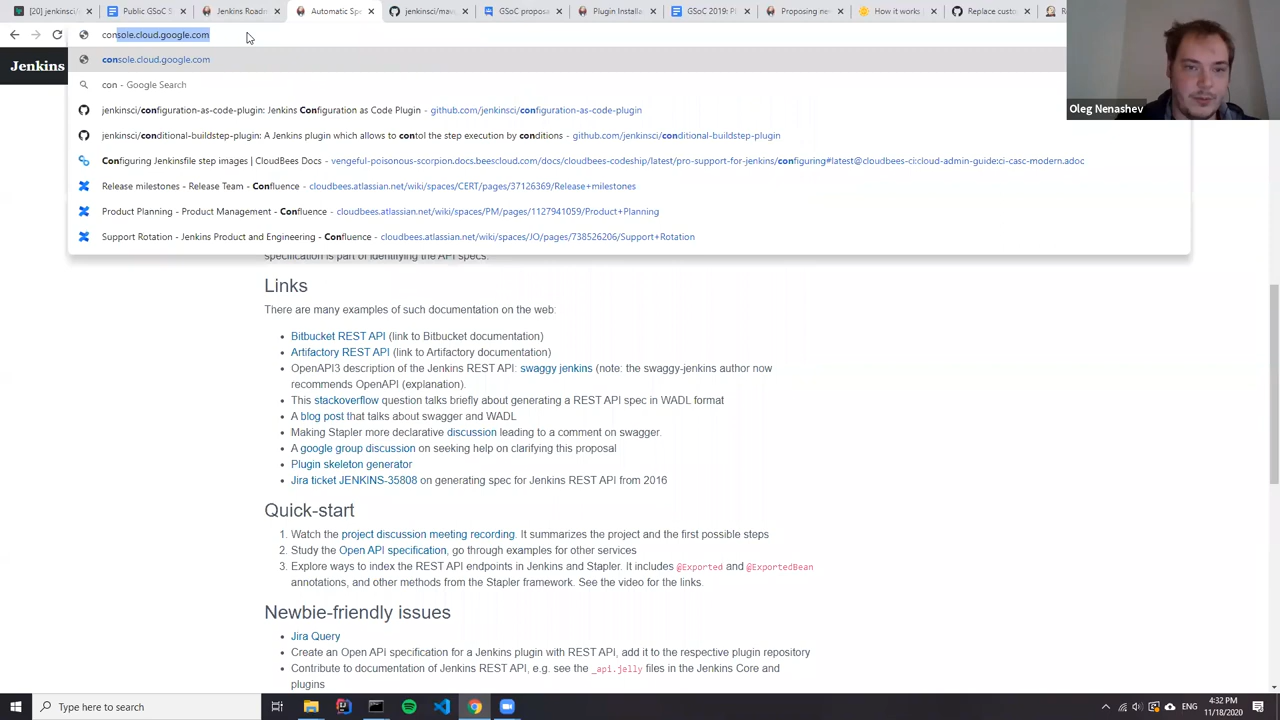 [20] jenkinsci/
Public GSoC S
Jenkins Roadm
Automatic Spe
jenkinsci/mav
GSoC propos
Plugin Installa
GSoC 2019: Pl
Proposing ne
How it works
Replace custom
console.cloud.google.com
Jenkins
console.cloud.google.com
con - Google Search
jenkinsci/configuration-as-code-plugin: Jenkins Configuration as Code Plugin - github.com/jenkinsci/configuration-as-code-plugin
jenkinsci/conditional-buildstep-plugin: A Jenkins plugin which allows to contol the step execution by conditions - github.com/jenkinsci/conditional-buildstep-plugin
Configuring Jenkinsfile step images | CloudBees Docs - vengeful-poisonous-scorpion.docs.beescloud.com/docs/cloudbees-codeship/latest/pro-support-for-jenkins/configuring#latest@cloudbees-ci:cloud-admin-guide:ci-casc-modern.adoc
Release milestones - Release Team - Confluence - cloudbees.atlassian.net/wiki/spaces/CERT/pages/37126369/Release+milestones
Product Planning - Product Management - Confluence - cloudbees.atlassian.net/wiki/spaces/PM/pages/1127941059/Product+Planning
Support Rotation - Jenkins Product and Engineering - Confluence - cloudbees.atlassian.net/wiki/spaces/JO/pages/738526206/Support+Rotation
Oleg Nenashev
specification is part of identifying the API specs.
Links
There are many examples of such documentation on the web:
• Bitbucket REST API (link to Bitbucket documentation)
• Artifactory REST API (link to Artifactory documentation)
• OpenAPI3 description of the Jenkins REST API: swaggy jenkins (note: the swaggy-jenkins author now
recommends OpenAPI (explanation).
• This stackoverflow question talks briefly about generating a REST API spec in WADL format
• A blog post that talks about swagger and WADL
• Making Stapler more declarative discussion leading to a comment on swagger.
• A google group discussion on seeking help on clarifying this proposal
• Plugin skeleton generator
• Jira ticket JENKINS-35808 on generating spec for Jenkins REST API from 2016
Quick-start
1. Watch the project discussion meeting recording. It summarizes the project and the first possible steps
2. Study the Open API specification, go through examples for other services
3. Explore ways to index the REST API endpoints in Jenkins and Stapler. It includes @Exported and @ExportedBean
annotations, and other methods from the Stapler framework. See the video for the links.
Newbie-friendly issues
• Jira Query
• Create an Open API specification for a Jenkins plugin with REST API, add it to the respective plugin repository
• Contribute to documentation of Jenkins REST API, e.g. see the _api.jelly files in the Jenkins Core and
plugins
Type here to search
ENG
4:32 PM
11/18/2020